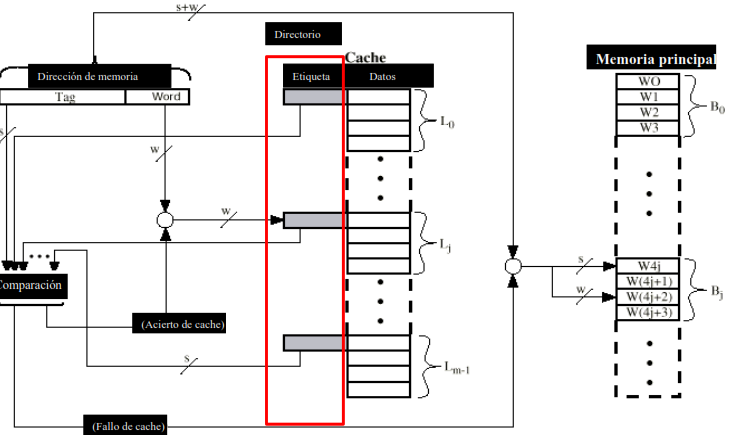 s+w
Directorio
Cache
Memoria principal
Dirección de memoria
Etiqueta
Datos
Tag
Word
W0
W1
W2
W3
B0
L0
s
w
w
Lj
s
W4j
W(4j+1)
w
W(4j+2)
W(4j+3)
Bj
Comparación
(Acierto de cache)
s
Lm-1
(Fallo de cache)